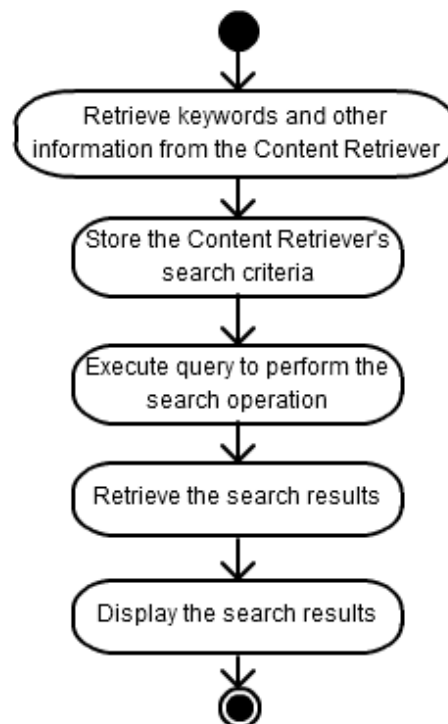 Retrieve keywords and other
information from the Content Retriever
Store the Content Retriever's
search criteria
Execute query to perform the
search operation
Retrieve the search results
Display the search results